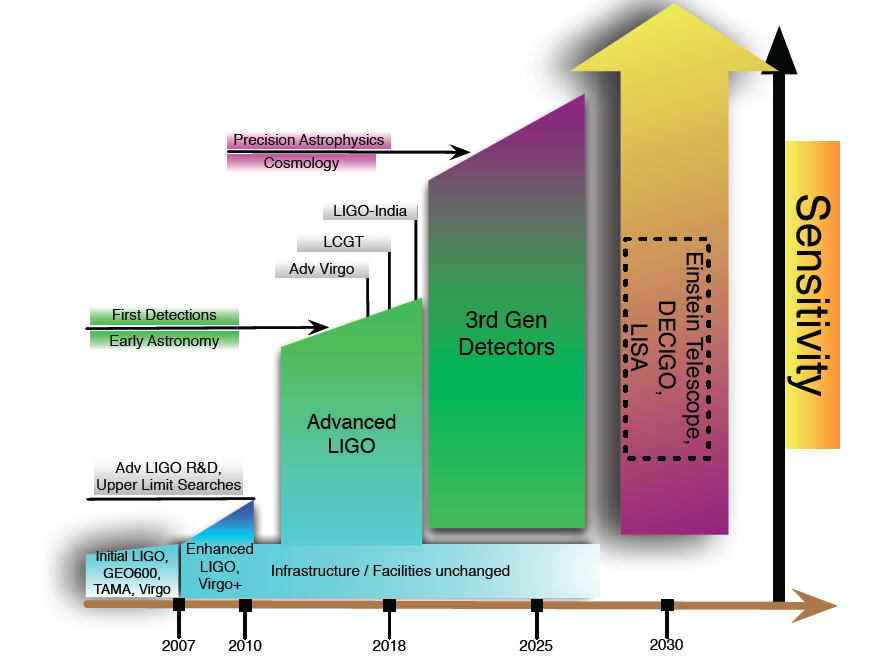 Precision Astrophysics
Cosmology
LIGO-India
LCGT
Adv Virgo
First Detections
Early Astronomy
3rd Gen
Detectors
Einstein Telescope,
DECIGO,
LISA
Sensitivity
Advanced
LIGO
Adv LIGO R&D,
Upper Limit Searches
Initial LIGO,
GEO600,
TAMA, Virgo
Enhanced
LIGO,
Virgo+
Infrastructure / Facilities unchanged
2007
2010
2018
2025
2030